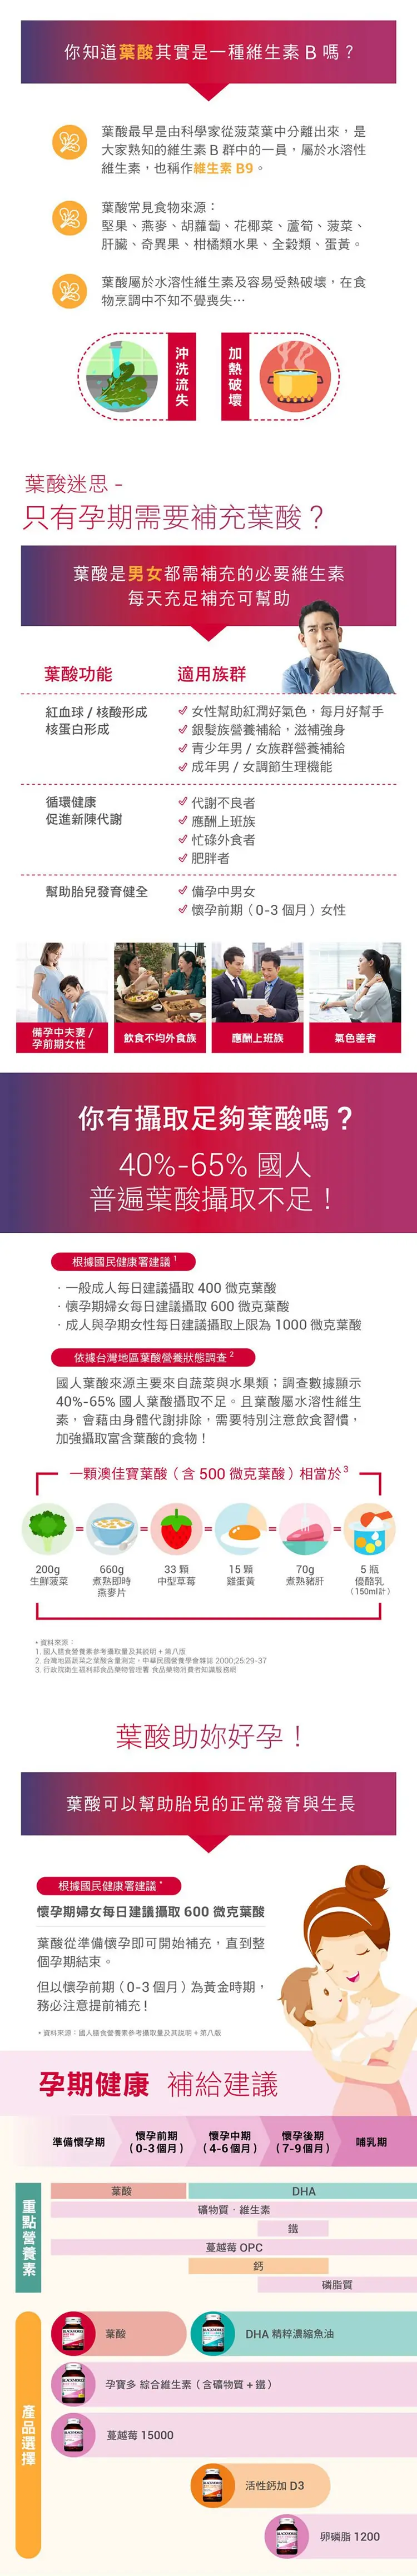 你知道葉酸其實是一種維生素 B 嗎？
葉酸最早是由科學家從菠菜葉中分離出來，是
大家熟知的維生素 B 群中的一員，屬於水溶性
維生素，也稱作維生素 B9。
葉酸常見食物來源：
堅果、燕麥、胡蘿蔔、花椰菜、蘆筍、菠菜、
肝臟、奇異果、柑橘類水果、全穀類、蛋黃。
葉酸屬於水溶性維生素及容易受熱破壞，在食
物烹調中不知不覺喪失⋯
沖洗流失
加熱破壞
葉酸迷思 -
只有孕期需要補充葉酸？
葉酸是男女都需補充的必要維生素
每天充足補充可幫助
葉酸功能
適用族群
紅血球 / 核酸形成
核蛋白形成
女性幫助紅潤好氣色，每月好幫手
銀髮族營養補給，滋補強身
青少年男 / 女族群營養補給
成年男 / 女調節生理機能
循環健康
促進新陳代謝
代謝不良者
應酬上班族
忙碌外食者
肥胖者
幫助胎兒發育健全
備孕中男女
懷孕前期（0-3 個月）女性
備孕中夫妻 /
孕前期女性
飲食不均外食族
應酬上班族
氣色差者
你有攝取足夠葉酸嗎？
40%-65% 國人
普遍葉酸攝取不足！
根據國民健康署建議 1
· 一般成人每日建議攝取 400 微克葉酸
· 懷孕期婦女每日建議攝取 600 微克葉酸
· 成人與孕期女性每日建議攝取上限為 1000 微克葉酸
依據台灣地區葉酸營養狀態調查 2
國人葉酸來源主要來自蔬菜與水果類；調查數據顯示
40%-65% 國人葉酸攝取不足。且葉酸屬水溶性維生
素，會藉由身體代謝排除，需要特別注意飲食習慣，
加強攝取富含葉酸的食物！
一顆澳佳寶葉酸（含 500 微克葉酸）相當於 3
= = = = =
200g
生鮮菠菜
660g
煮熟即時
燕麥片
33 顆
中型草莓
15 顆
雞蛋黃
70g
煮熟豬肝
5 瓶
優酪乳
（150ml計）
* 資料來源：
1. 國人膳食營養素參考攝取量及其說明 + 第八版
2. 台灣地區蔬菜之葉酸含量測定，中華民國營養學會雜誌 2000;25:29-37
3. 行政院衛生福利部食品藥物管理署 食品藥物消費者知識服務網
葉酸助妳好孕！
葉酸可以幫助胎兒的正常發育與生長
根據國民健康署建議 *
懷孕期婦女每日建議攝取 600 微克葉酸
葉酸從準備懷孕即可開始補充，直到整
個孕期結束。
但以懷孕前期（0-3 個月）為黃金時期，
務必注意提前補充！
* 資料來源：國人膳食營養素參考攝取量及其說明 + 第八版
孕期健康 補給建議
準備懷孕期
懷孕前期
（0-3個月）
懷孕中期
（4-6個月）
懷孕後期
（7-9個月）
哺乳期
重點營養素
葉酸
DHA
礦物質．維生素
鐵
蔓越莓 OPC
鈣
磷脂質
產品選擇
葉酸
DHA 精粹濃縮魚油
孕寶多 綜合維生素（含礦物質 + 鐵）
蔓越莓 15000
活性鈣加 D3
卵磷脂 1200